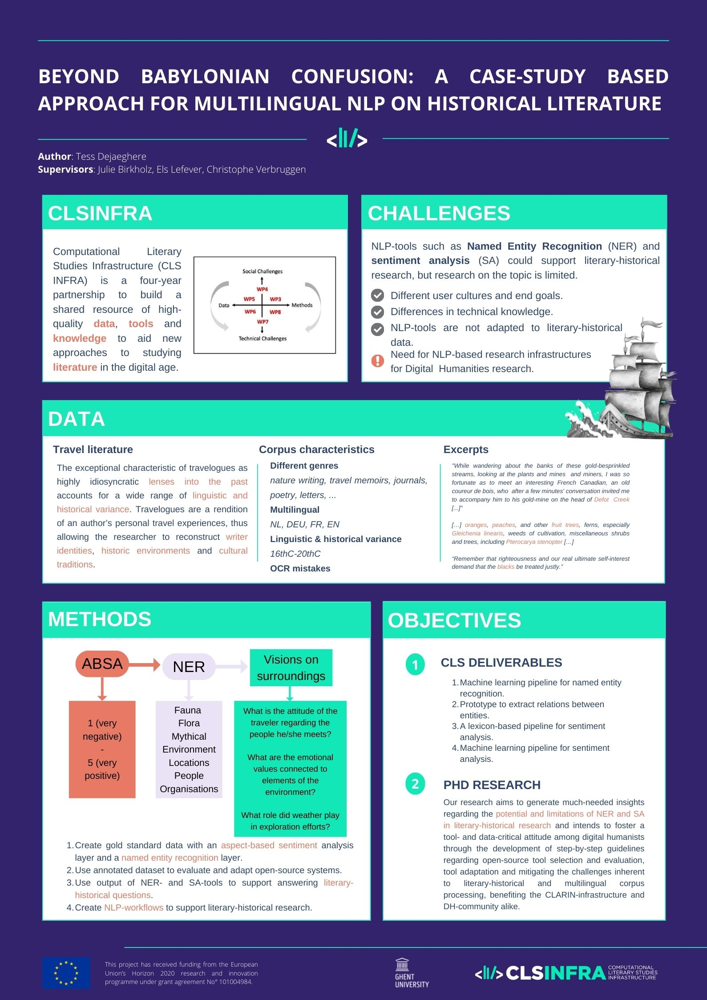 BEYOND BABYLONIAN CONFUSION: A CASE-STUDY BASED
APPROACH FOR MULTILINGUAL NLP ON HISTORICAL LITERATURE
Author: Tess Dejaeghere
Supervisors: Julie Birkholz, Els Lefever, Christophe Verbruggen
CLSINFRA
Computational Literary
Studies Infrastructure (CLS
INFRA) is a four-year
partnership to build a
shared resource of high-
quality data, tools and
knowledge to aid new
approaches to studying
literature in the digital age.
Social Challenges
WP4
WP5 WP3
Data Methods
WP6 WP8
WP7
Technical Challenges
CHALLENGES
NLP-tools such as Named Entity Recognition (NER) and
sentiment analysis (SA) could support literary-historical
research, but research on the topic is limited.
Different user cultures and end goals.
Differences in technical knowledge.
NLP-tools are not adapted to literary-historical
data.
Need for NLP-based research infrastructures
for Digital Humanities research.
DATA
Travel literature
The exceptional characteristic of travelogues as
highly idiosyncratic lenses into the past
accounts for a wide range of linguistic and
historical variance. Travelogues are a rendition
of an author's personal travel experiences, thus
allowing the researcher to reconstruct writer
identities, historic environments and cultural
traditions.
Corpus characteristics
Different genres
nature writing, travel memoirs, journals,
poetry, letters, ...
Multilingual
NL, DEU, FR, EN
Linguistic & historical variance
16thC-20thC
OCR mistakes
Excerpts
"While wandering about the banks of these gold-besprinkled
streams, looking at the plants and mines and miners, I was so
fortunate as to meet an interesting French Canadian, an old
coureur de bois, who after a few minutes' conversation invited me
to accompany him to his gold-mine on the head of Defot Creek
[...]"
[…] oranges, peaches, and other fruit trees, ferns, especially
Gleichenia linearis, weeds of cultivation, miscellaneous shrubs
and trees, including Pterocarya stenopter […]
“Remember that righteousness and our real ultimate self-interest
demand that the blacks be treated justly.”
METHODS
ABSA
NER
Visions on
surroundings
1 (very
negative)
-
5 (very
positive)
Fauna
Flora
Mythical
Environment
Locations
People
Organisations
What is the attitude of the
traveler regarding the
people he/she meets?
What are the emotional
values connected to
elements of the
environment?
What role did weather play
in exploration efforts?
1. Create gold standard data with an aspect-based sentiment analysis
layer and a named entity recognition layer.
2. Use annotated dataset to evaluate and adapt open-source systems.
3. Use output of NER- and SA-tools to support answering literary-
historical questions.
4. Create NLP-workflows to support literary-historical research.
OBJECTIVES
1
CLS DELIVERABLES
1. Machine learning pipeline for named entity
recognition.
2. Prototype to extract relations between
entities.
3. A lexicon-based pipeline for sentiment
analysis.
4. Machine learning pipeline for sentiment
analysis.
2
PHD RESEARCH
Our research aims to generate much-needed insights
regarding the potential and limitations of NER and SA
in literary-historical research and intends to foster a
tool- and data-critical attitude among digital humanists
through the development of step-by-step guidelines
regarding open-source tool selection and evaluation,
tool adaptation and mitigating the challenges inherent
to literary-historical and multilingual corpus
processing, benefiting the CLARIN-infrastructure and
DH-community alike.
This project has received funding from the European
Union's Horizon 2020 research and innovation
programme under grant agreement No° 101004984.
GHENT
UNIVERSITY
CLSINFRA
COMPUTATIONAL
LITERARY STUDIES
INFRASTRUCTURE